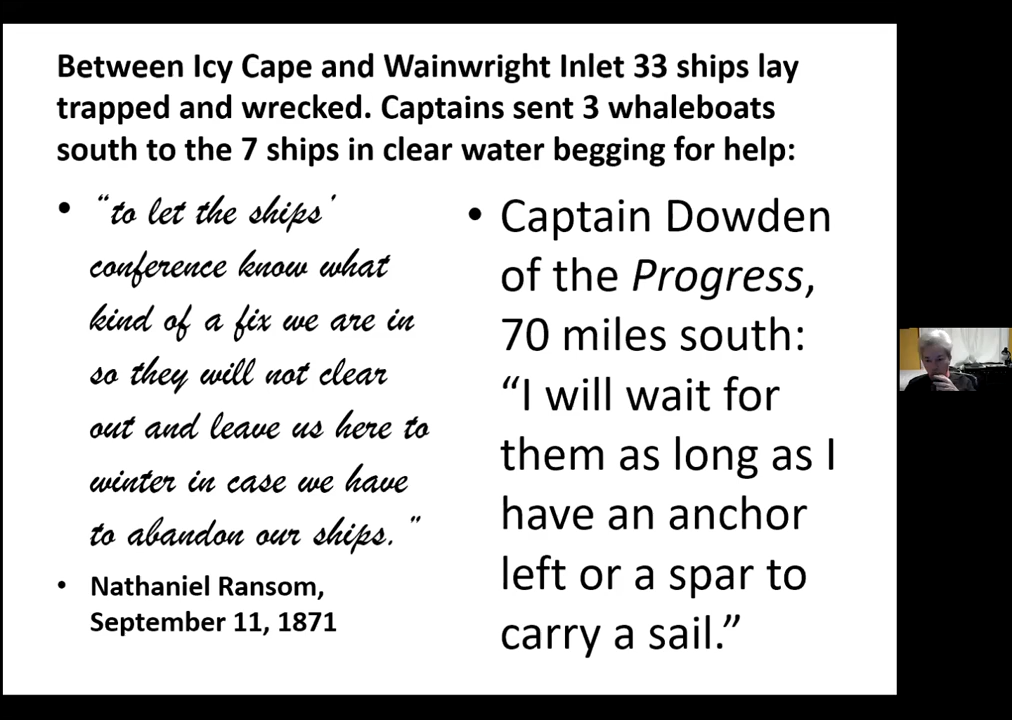 Between Icy Cape and Wainwright Inlet 33 ships lay
trapped and wrecked. Captains sent 3 whaleboats
south to the 7 ships in clear water begging for help:
• “to let the ships’
conference know what
kind of a fix we are in
so they will not clear
out and leave us here to
winter in case we have
to abandon our ships.”
• Nathaniel Ransom,
September 11, 1871
• Captain Dowden
of the Progress,
70 miles south:
“I will wait for
them as long as I
have an anchor
left or a spar to
carry a sail.”